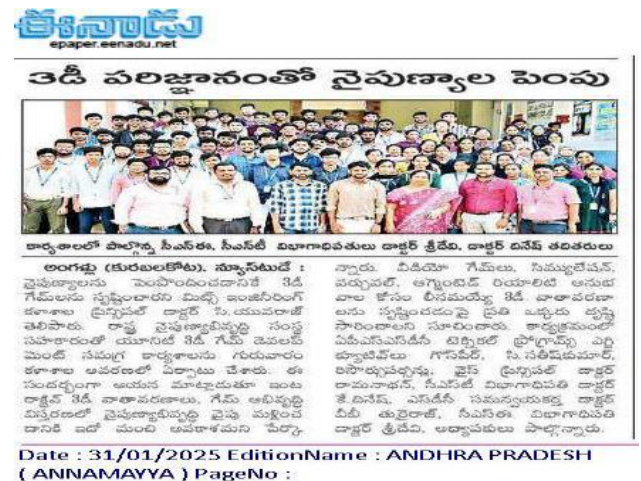 ఈనాడు
epaper.eenadu.net
3డీ పరిజ్ఞానంతో నైపుణ్యాల పెంపు
కార్యశాలలో పాల్గొన్న సీఎస్ఈ, సీఎస్‌టీ విభాగాధిపతులు డాక్టర్ శ్రీదేవి, డాక్టర్ దినేష్ తదితరులు
అంగళ్లు (కురబలకోట), న్యూస్‌టుడే :
నైపుణ్యాలను పెంపొందించడానికే 3డీ
గేమ్‌లను సృష్టించారని మిట్స్ ఇంజినీరింగ్
కళాశాల ప్రిన్సిపల్ డాక్టర్ సి.యువరాజ్
తెలిపారు. రాష్ట్ర నైపుణ్యాభివృద్ధి సంస్థ
సహకారంతో యూనిటీ 3డీ గేమ్ డెవలప్
మెంట్ సమగ్ర కార్యశాలను గురువారం
కళాశాల ఆవరణలో ఏర్పాటు చేశారు. ఈ
సందర్భంగా ఆయన మాట్లాడుతూ ఇంట
రాక్టివ్ 3డీ వాతావరణాలు, గేమ్ అభివృద్ధి
విస్తరణలో నైపుణ్యాభివృద్ధి వైపు మళ్లించ
డానికి ఇదో మంచి అవకాశమని పేర్కొ
న్నారు. వీడియో గేమ్‌లు, సిమ్యులేషన్,
వర్చువల్, ఆగ్మెంటెడ్ రియాలిటీ అనుభ
వాల కోసం లీనమయ్యే 3డీ వాతావరణా
లను సృష్టించడంపై ప్రతి ఒక్కరు దృష్టి
సారించాలని సూచించారు. కార్యక్రమంలో
ఏపీఎస్ఎస్‌డీసీ టెక్నికల్ ప్రోగ్రామ్స్ ఎగ్జి
క్యూటివ్‌లు గౌస్‌పీర్, సి.సతీష్‌కుమార్,
రిసోర్సుపర్సన్లు, వైస్ ప్రిన్సిపల్ డాక్టర్
రామనాథన్, సీఎస్‌టీ విభాగాధిపతి డాక్టర్
కె.దినేష్, ఎస్‌డీసీ సమన్వయకర్త డాక్టర్
బీబీ తురైరాజ్, సీఎస్ఈ విభాగాధిపతి
డాక్టర్ శ్రీదేవి, అధ్యాపకులు పాల్గొన్నారు.
Date : 31/01/2025 EditionName : ANDHRA PRADESH
( ANNAMAYYA ) PageNo :